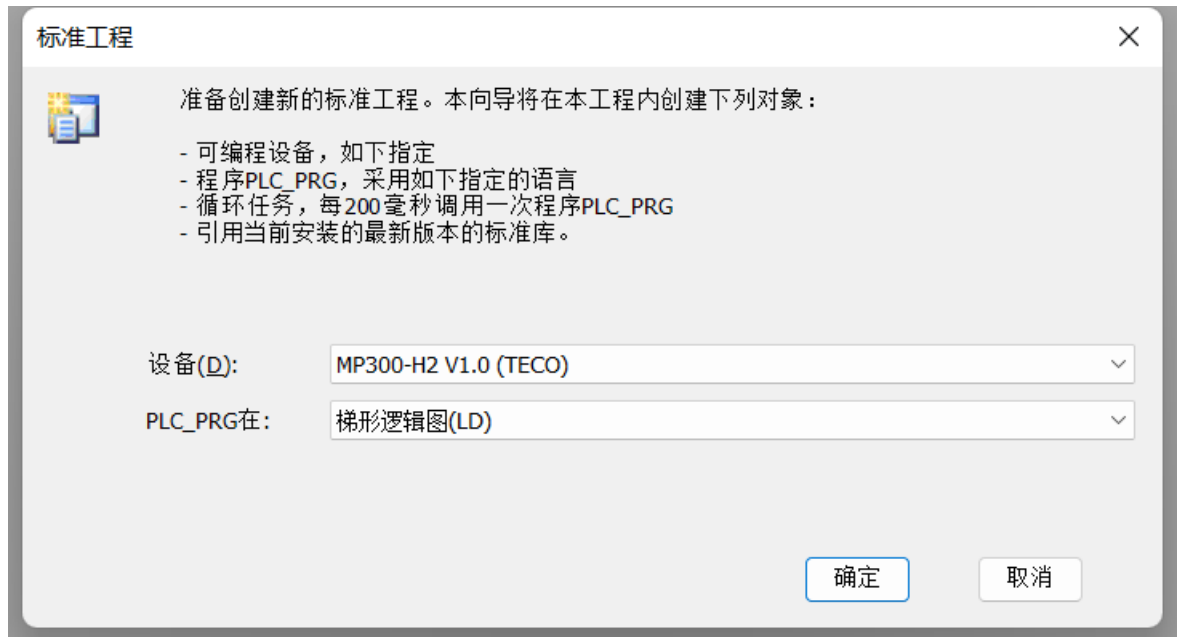 标准工程
准备创建新的标准工程。本向导将在本工程内创建下列对象：
- 可编程设备，如下指定
- 程序PLC_PRG，采用如下指定的语言
- 循环任务，每200毫秒调用一次程序PLC_PRG
- 引用当前安装的最新版本的标准库。
设备(D): MP300-H2 V1.0 (TECO)
PLC_PRG在: 梯形逻辑图(LD)
确定 取消